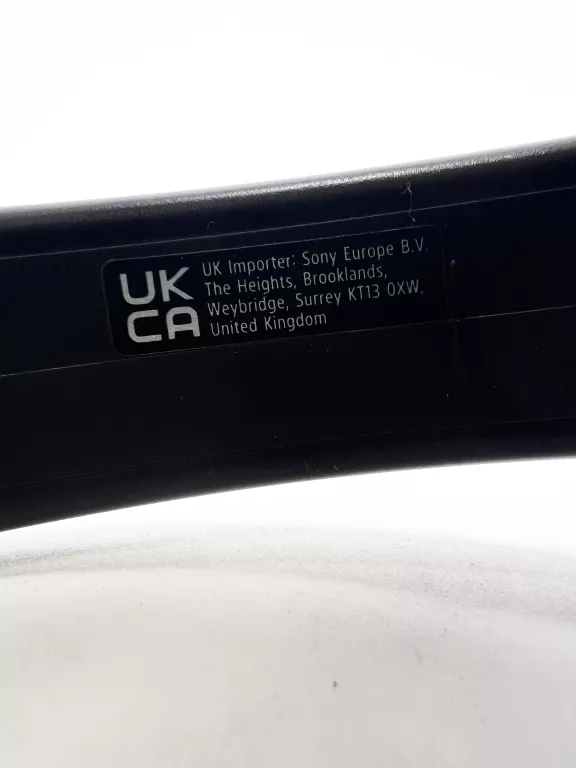 UK
CA
UK Importer: Sony Europe B.V.
The Heights, Brooklands,
Weybridge, Surrey KT13 0XW,
United Kingdom